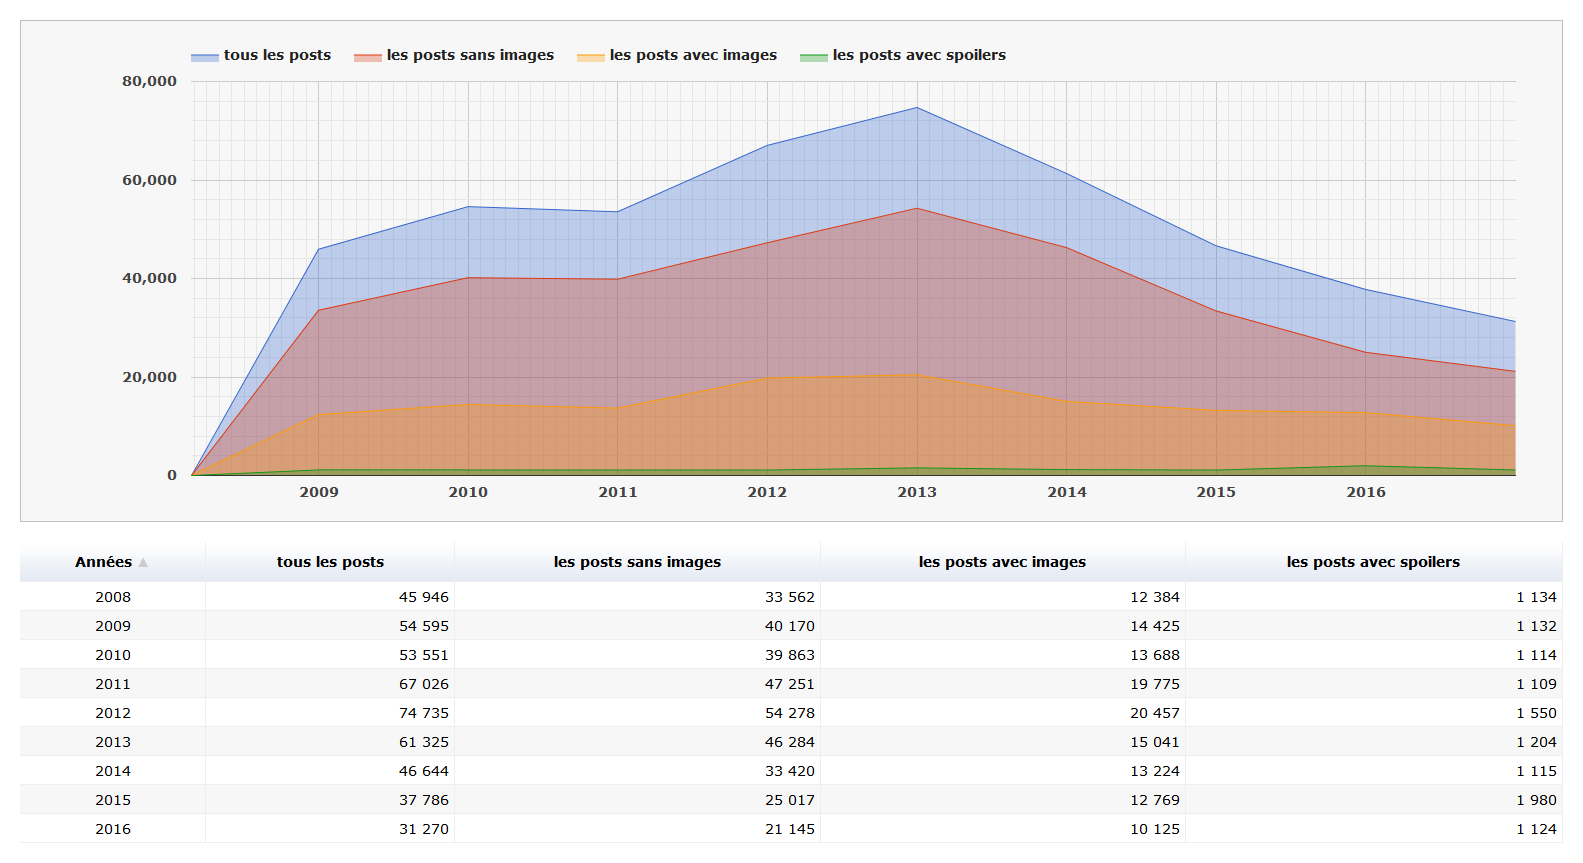 tous les posts les posts sans images les posts avec images les posts avec spoilers
80,000
60,000
40,000
20,000
0
2009 2010 2011 2012 2013 2014 2015 2016
Années tous les posts les posts sans images les posts avec images les posts avec spoilers
2008 45 946 33 562 12 384 1 134
2009 54 595 40 170 14 425 1 132
2010 53 551 39 863 13 688 1 114
2011 67 026 47 251 19 775 1 109
2012 74 735 54 278 20 457 1 550
2013 61 325 46 284 15 041 1 204
2014 46 644 33 420 13 224 1 115
2015 37 786 25 017 12 769 1 980
2016 31 270 21 145 10 125 1 124